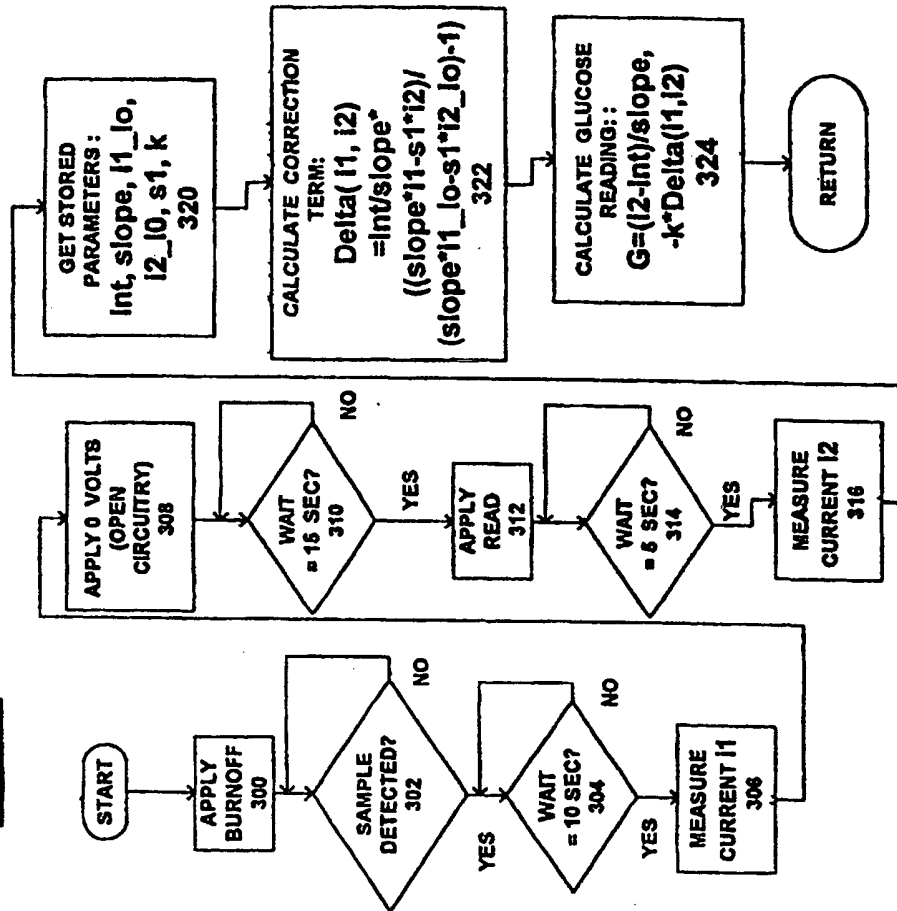 START
APPLY
BURNOFF
300
SAMPLE
DETECTED?
302
NO
YES
WAIT
= 10 SEC?
304
NO
YES
MEASURE
CURRENT I1
306
APPLY 0 VOLTS
(OPEN
CIRCUITRY)
308
WAIT
= 15 SEC?
310
NO
YES
APPLY
READ
312
WAIT
= 5 SEC?
314
NO
YES
MEASURE
CURRENT I2
316
GET STORED
PARAMETERS:
Int, slope, I1_lo,
I2_l0, s1, k
320
CALCULATE CORRECTION
TERM:
Delta( I1, I2)
=Int/slope*
((slope*I1-s1*I2)/
(slope*I1_lo-s1*I2_lo)-1)
322
CALCULATE GLUCOSE
READING::
G=(I2-Int)/slope,
-k*Delta(I1,I2)
324
RETURN